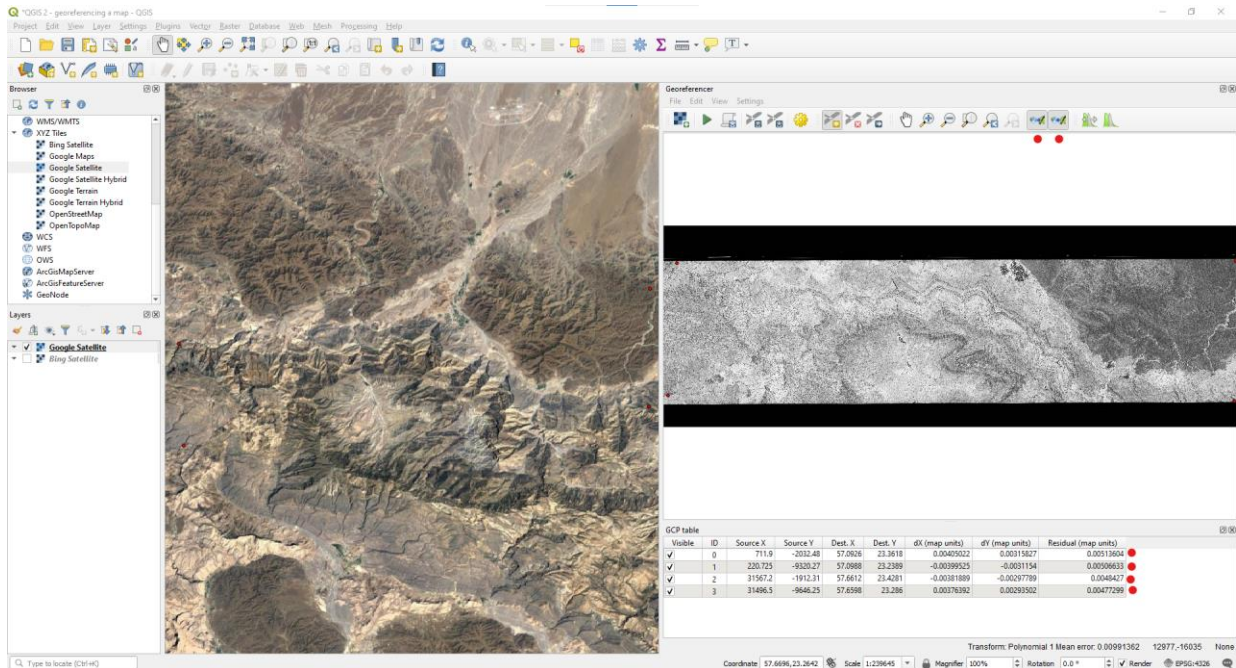 *QGIS 2 - georeferencing a map - QGIS
Project Edit View Layer Settings Plugins Vector Raster Database Web Mesh Processing Help
Browser
WMS/WMTS
XYZ Tiles
Bing Satellite
Google Maps
Google Satellite
Google Satellite Hybrid
Google Terrain
Google Terrain Hybrid
OpenStreetMap
OpenTopoMap
WCS
WFS
OWS
ArcGisMapServer
ArcGisFeatureServer
GeoNode
Layers
Google Satellite
Bing Satellite
Georeferencer
File Edit View Settings
GCP table
Visible ID Source X Source Y Dest. X Dest. Y dX (map units) dY (map units) Residual (map units)
0 711.9 -2032.48 57.0926 23.3618 0.00405022 0.00315827 0.00513604
1 220.725 -9320.27 57.0988 23.2389 -0.00399525 -0.0031154 0.00506633
2 31567.2 -1912.31 57.6612 23.4281 -0.00381889 -0.00297789 0.0048427
3 31496.5 -9646.25 57.6598 23.286 0.00376392 0.00293502 0.00477299
Transform: Polynomial 1 Mean error: 0.00991362 12977,-16035 None
Type to locate (Ctrl+K) Coordinate 57.6696,23.2642 Scale 1:239645 Magnifier 100% Rotation 0.0 ° Render EPSG:4326